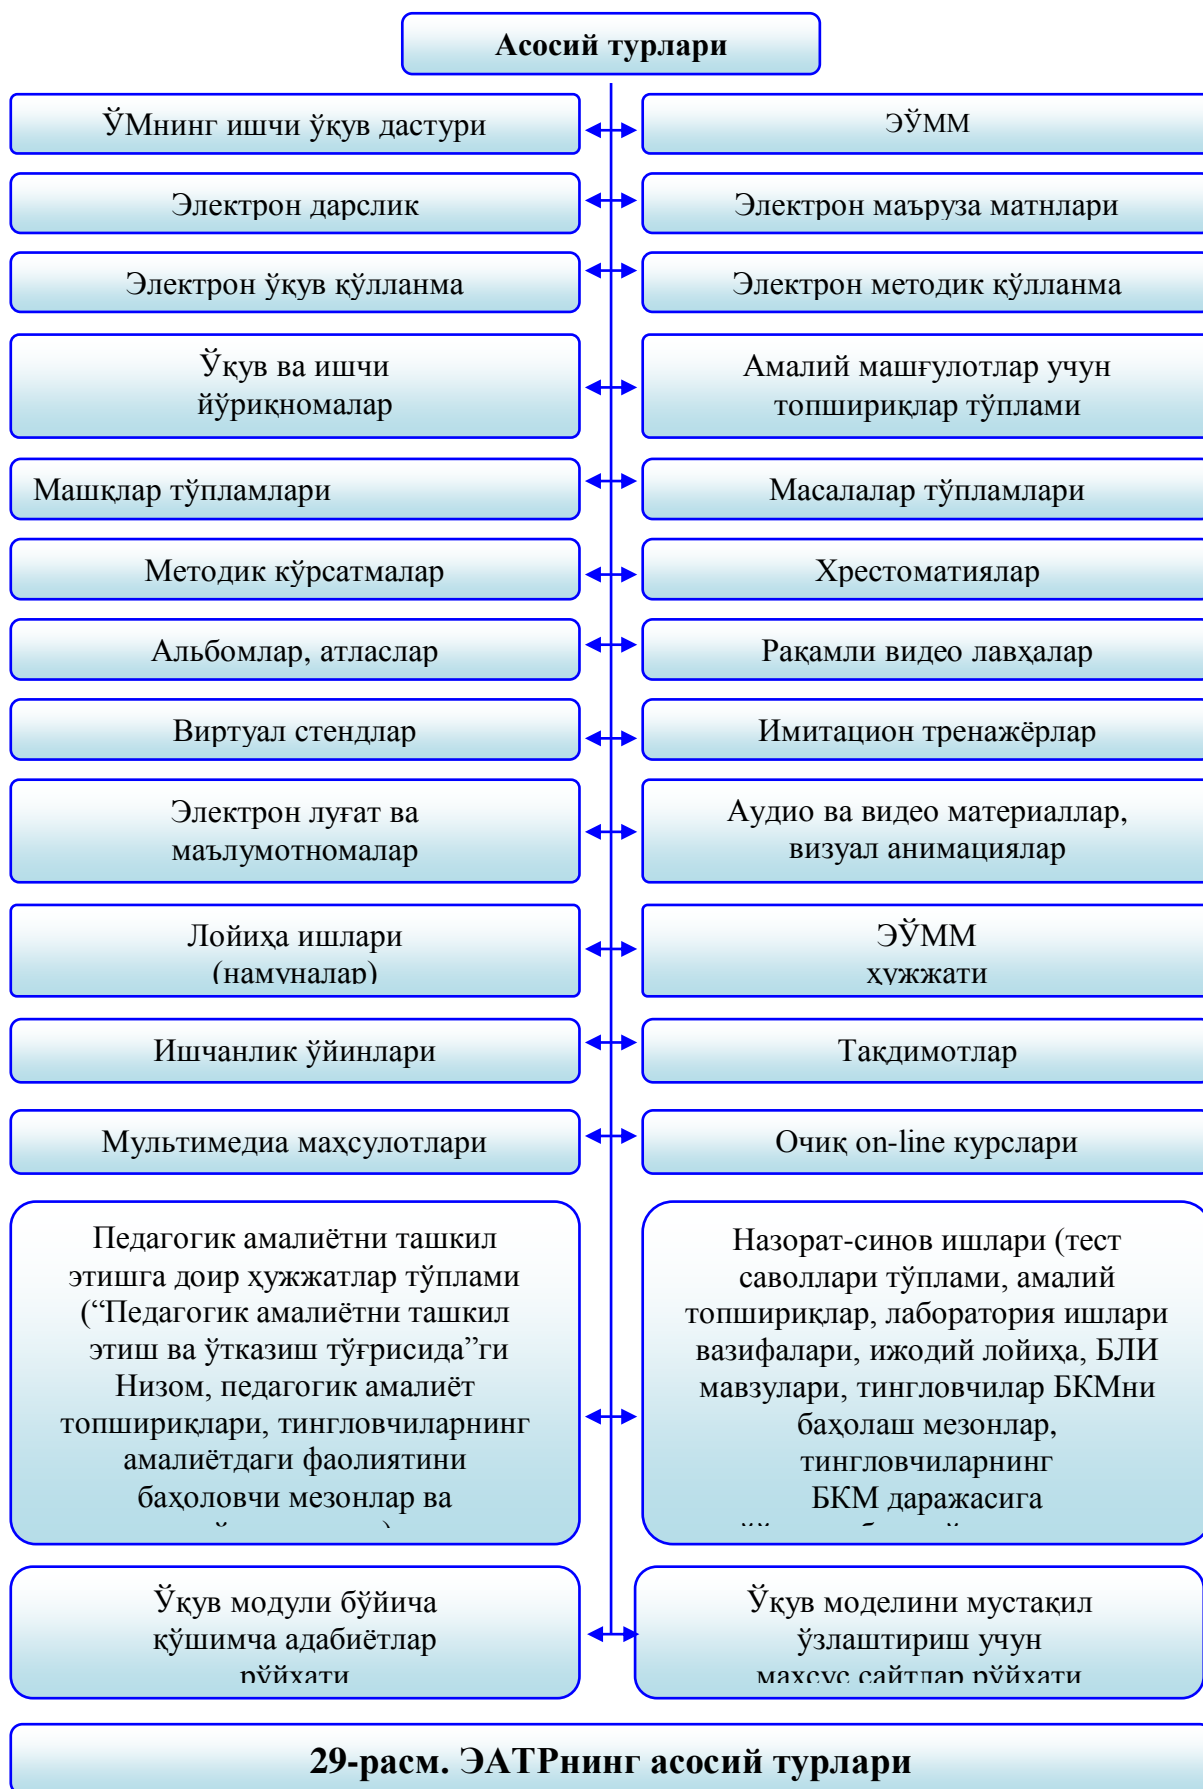 Асосий турлари
ЎМнинг ишчи ўқув дастури
ЭЎММ
Электрон дарслик
Электрон маъруза матнлари
Электрон ўқув қўлланма
Электрон методик қўлланма
Ўқув ва ишчи
йўриқномалар
Амалий машғулотлар учун
топшириқлар тўплами
Машқлар тўпламлари
Масалалар тўпламлари
Методик кўрсатмалар
Хрестоматиялар
Альбомлар, атласлар
Рақамли видео лавҳалар
Виртуал стендлар
Имитацион тренажёрлар
Электрон луғат ва
маълумотномалар
Аудио ва видео материаллар,
визуал анимациялар
Лойиҳа ишлари
(намуналар)
ЭЎММ
ҳужжати
Ишчанлик ўйинлари
Тақдимотлар
Мультимедиа маҳсулотлари
Очиқ on-line курслари
Педагогик амалиётни ташкил
этишга доир ҳужжатлар тўплами
(“Педагогик амалиётни ташкил
этиш ва ўтказиш тўғрисида”ги
Низом, педагогик амалиёт
топшириқлари, тингловчиларнинг
амалиётдаги фаолиятини
баҳоловчи мезонлар ва
Назорат-синов ишлари (тест
саволлари тўплами, амалий
топшириқлар, лаборатория ишлари
вазифалари, ижодий лойиҳа, БЛИ
мавзулари, тингловчилар БКМни
баҳолаш мезонлар,
тингловчиларнинг
БКМ даражасига
Ўқув модули бўйича
қўшимча адабиётлар
рўйхати
Ўқув моделини мустақил
ўзлаштириш учун
махсус сайтлар рўйхати
29-расм. ЭАТРнинг асосий турлари